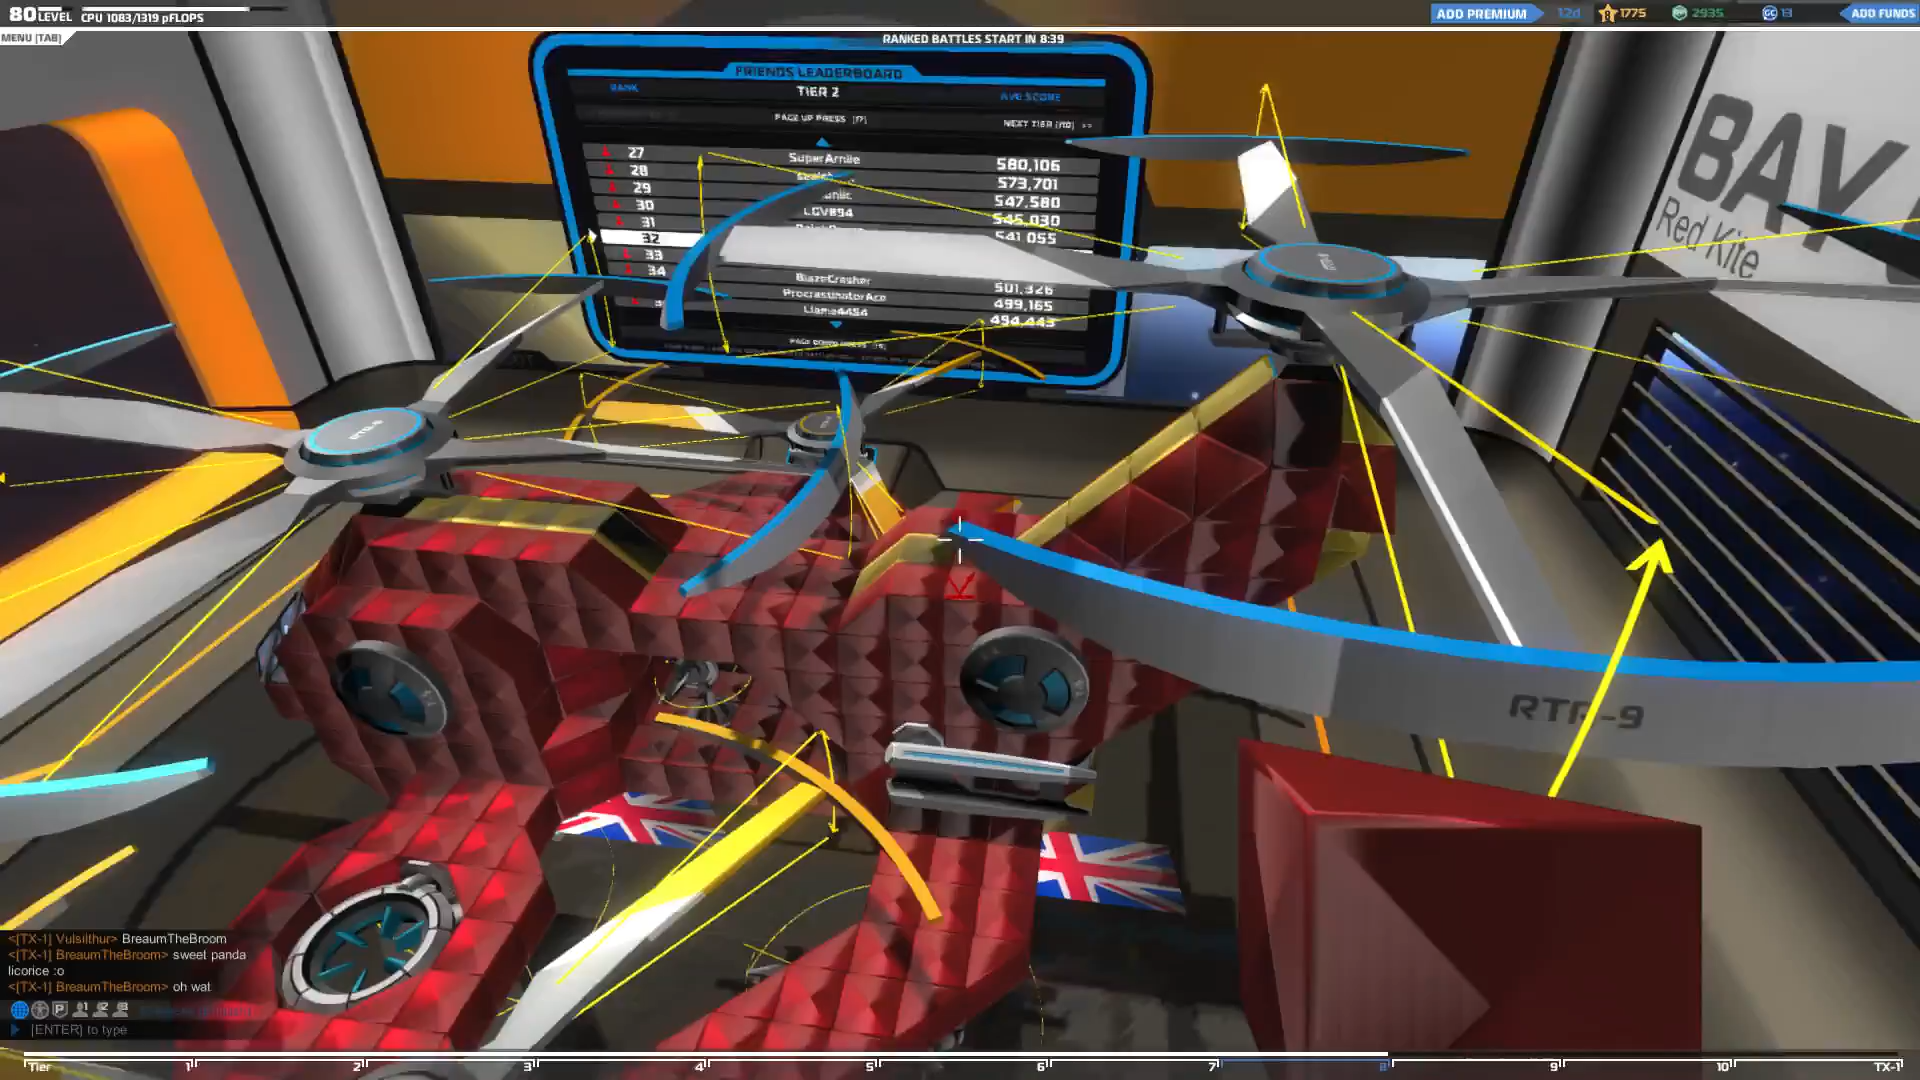 80 LEVEL CPU 1083/1319 pFLOPS
ADD PREMIUM 12d 1775 2935 GC 13 ADD FUNDS
MENU [TAB]
RANKED BATTLES START IN 8:39
FRIENDS LEADERBOARD
RANK TIER 2 AVG SCORE
PAGE UP PRESS NEXT TIER >>
27 SuperArnie 580,106
28 573,701
29 547,580
30 LGV894 545,030
31 541,055
32
33 BlazeCrasher 501,326
34 ProcrastinatorAce 499,165
Llama4454 494,443
PAGE DOWN PRESS
BAY
Red Kite
RTR-9
<[TX-1] Vulsilthur> BreaumTheBroom
<[TX-1] BreaumTheBroom> sweet panda
licorice :o
<[TX-1] BreaumTheBroom> oh wat
[ENTER] to type
Tier 1 2 3 4 5 6 7 8 9 10 TX-1